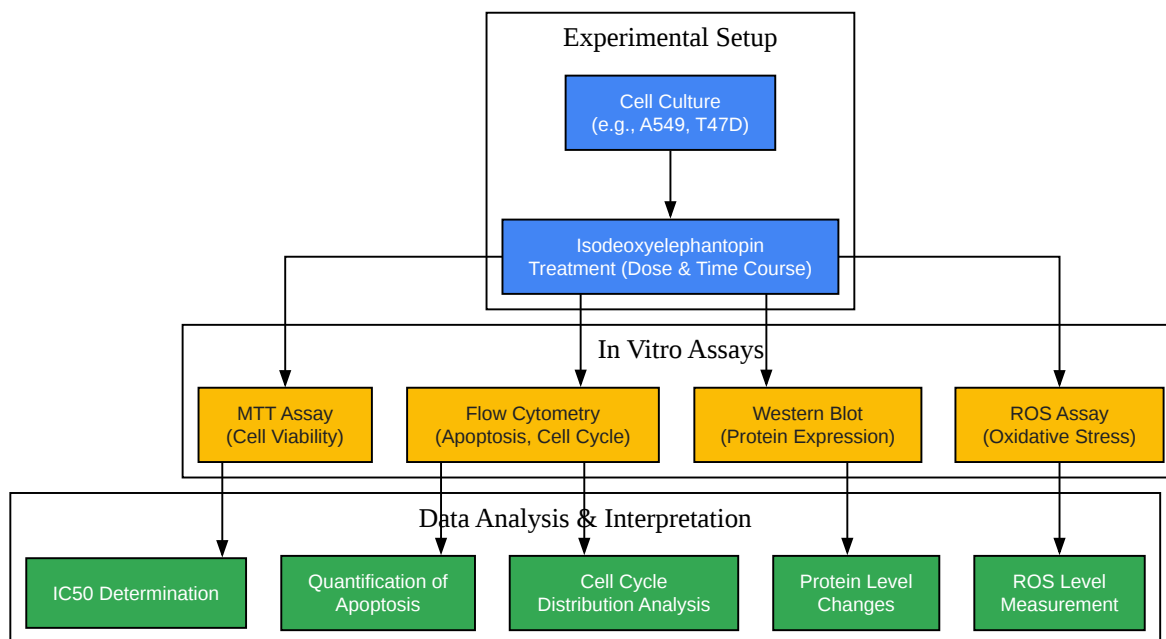 Experimental Setup
Cell Culture
(e.g., A549, T47D)
Isodeoxyelephantopin
Treatment (Dose & Time Course)
In Vitro Assays
MTT Assay
(Cell Viability)
Flow Cytometry
(Apoptosis, Cell Cycle)
Western Blot
(Protein Expression)
ROS Assay
(Oxidative Stress)
Data Analysis & Interpretation
IC50 Determination
Quantification of
Apoptosis
Cell Cycle
Distribution Analysis
Protein Level
Changes
ROS Level
Measurement